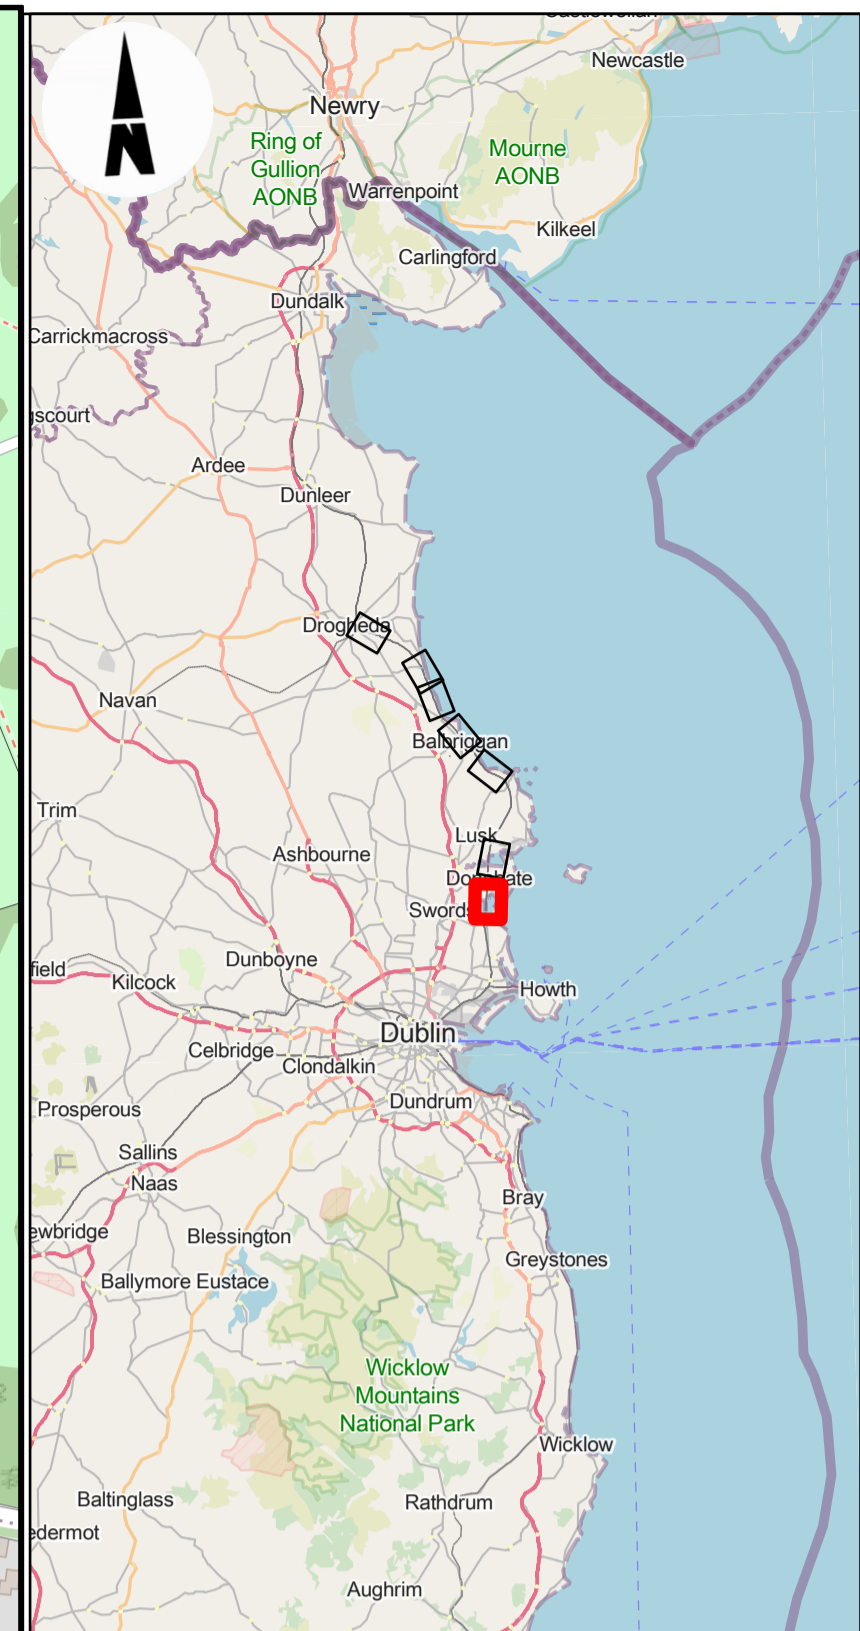 Newcastle
Newry
Ring of
Gullion
AONB
Mourne
AONB
N
Warrenpoint
Kilkeel
Carlingford
Dundalk
Carrickmacross
gscourt
Ardee
Dunleer
Drogheda
Navan
Balbriggan
Trim
Lusk
Ashbourne
Donabate
Swords
Dunboyne
field
Kilcock
Howth
Dublin
Celbridge
Clondalkin
Dundrum
Prosperous
Sallins
Naas
Bray
ewbridge
Blessington
Greystones
Ballymore Eustace
Wicklow
Mountains
National Park
Wicklow
Baltinglass
Rathdrum
edermot
Aughrim